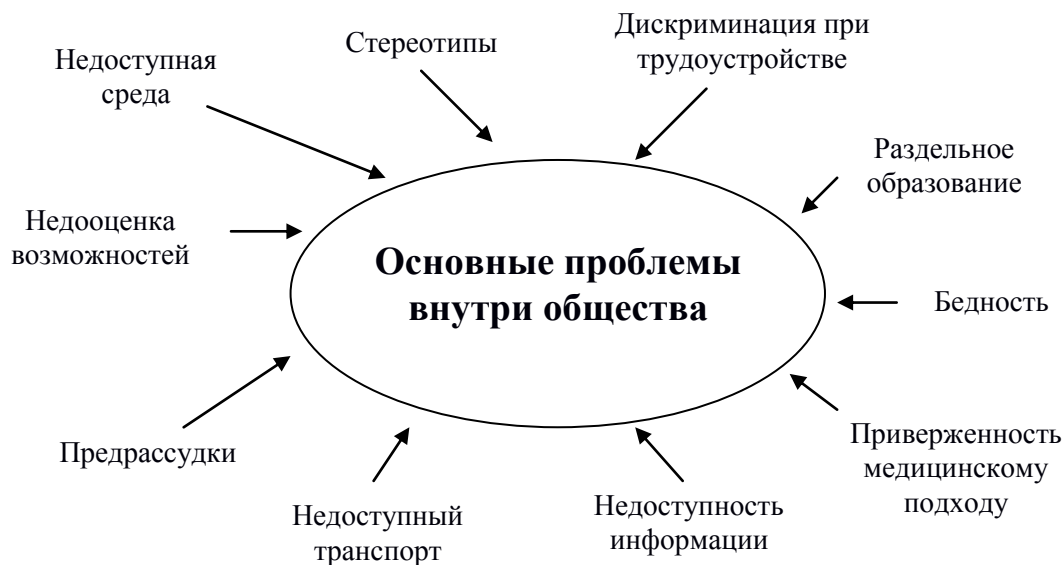 Недоступная
среда
Стереотипы
Дискриминация при
трудоустройстве
Раздельное
образование
Недооценка
возможностей
Основные проблемы
внутри общества
Бедность
Предрассудки
Приверженность
медицинскому
подходу
Недоступный
транспорт
Недоступность
информации